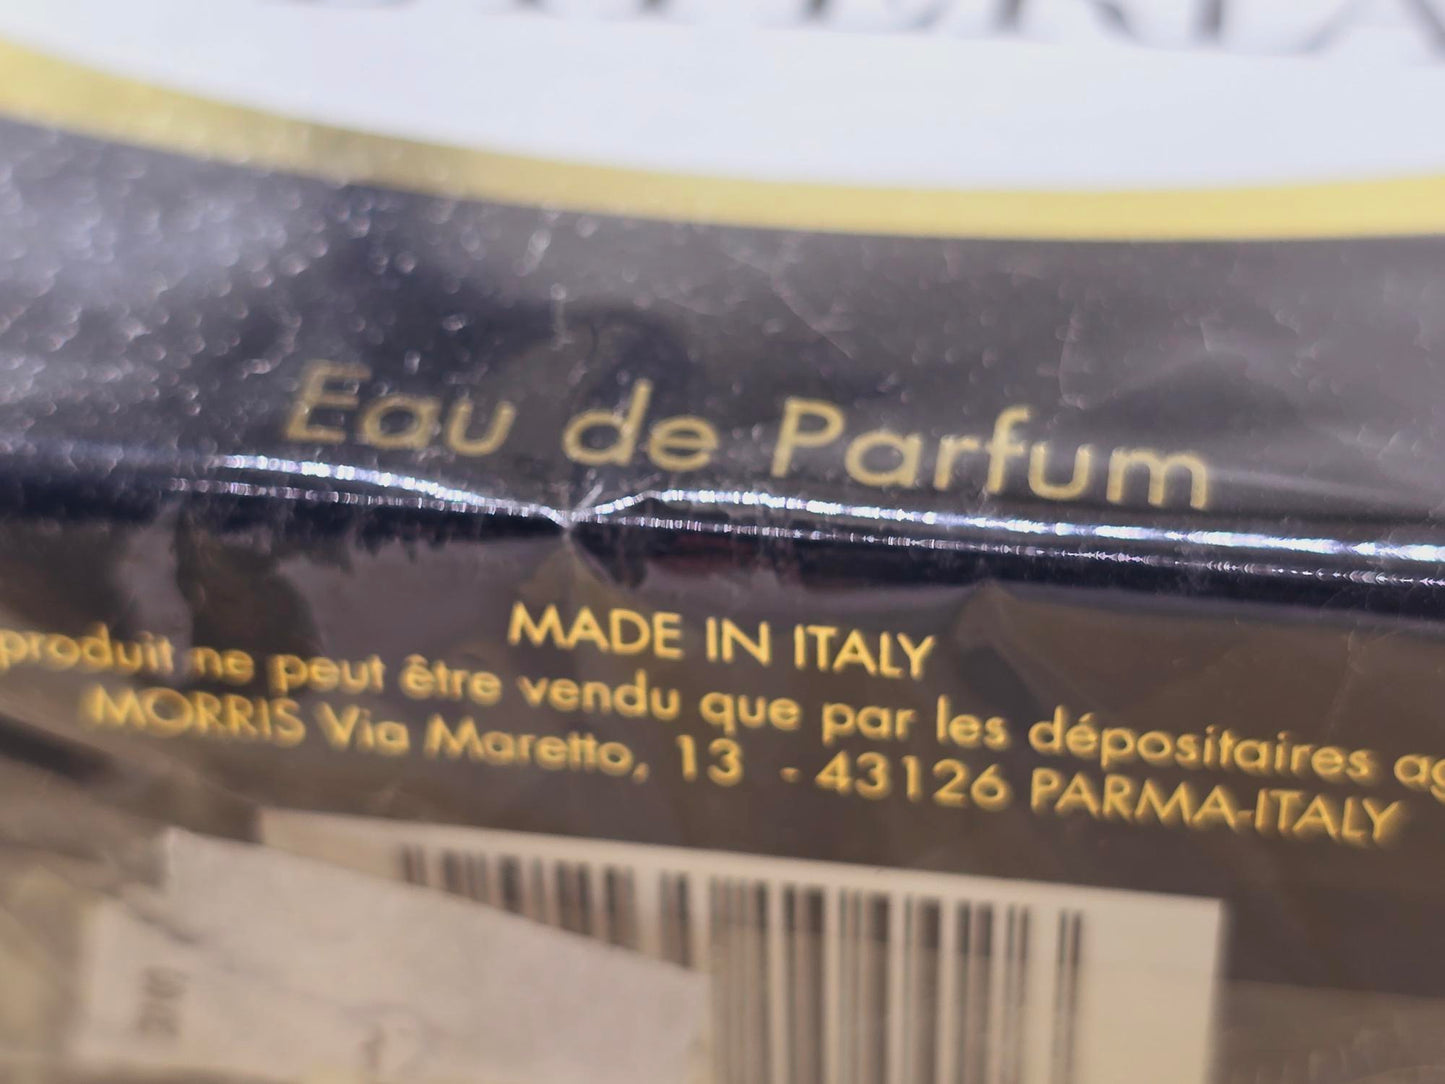 Eau de Parfum
MADE IN ITALY
produit ne peut être vendu que par les dépositaires ag
MORRIS Via Maretto, 13 - 43126 PARMA-ITALY